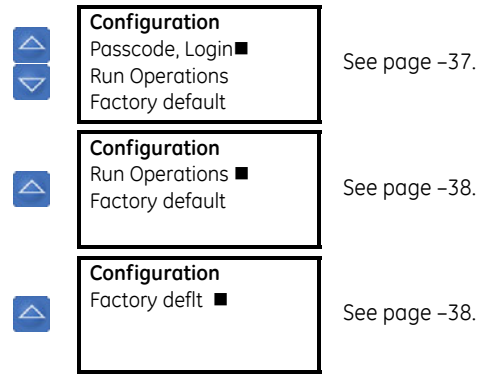 Configuration
Passcode, Login■
Run Operations
Factory default
See page –37.
Configuration
Run Operations ■
Factory default
See page –38.
Configuration
Factory deflt ■
See page –38.